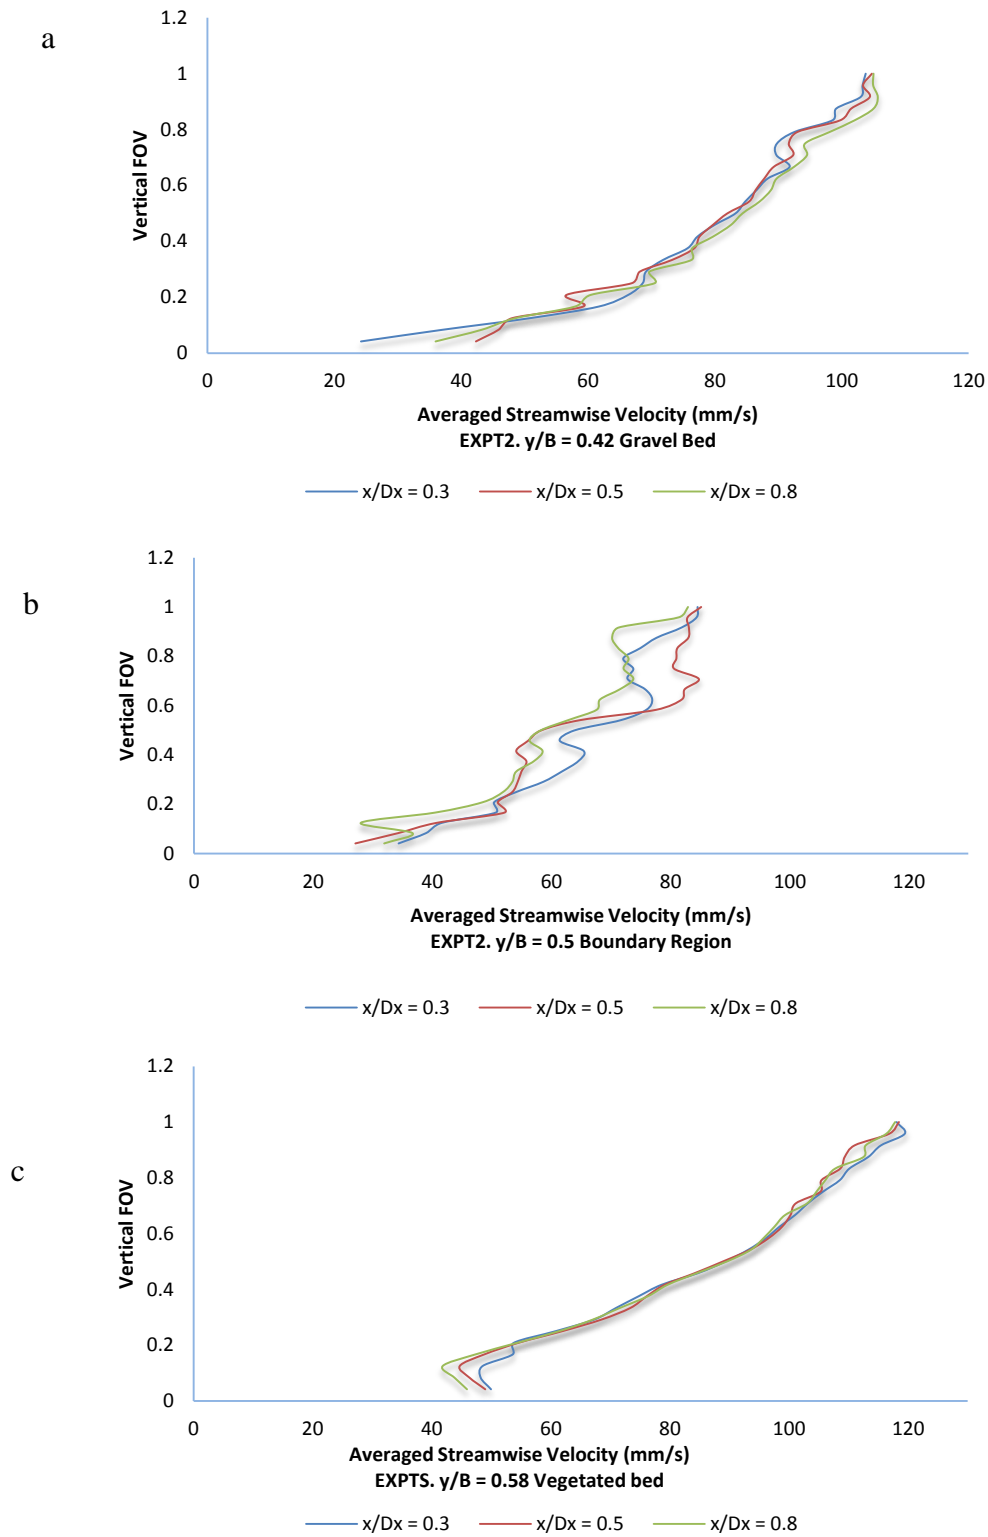 a
1.2
1
0.8
0.6
0.4
0.2
0
Vertical FOV
0 20 40 60 80 100 120
Averaged Streamwise Velocity (mm/s)
EXPT2. y/B = 0.42 Gravel Bed
x/Dx = 0.3 x/Dx = 0.5 x/Dx = 0.8
b
1.2
1
0.8
0.6
0.4
0.2
0
Vertical FOV
0 20 40 60 80 100 120
Averaged Streamwise Velocity (mm/s)
EXPT2. y/B = 0.5 Boundary Region
x/Dx = 0.3 x/Dx = 0.5 x/Dx = 0.8
c
1.2
1
0.8
0.6
0.4
0.2
0
Vertical FOV
0 20 40 60 80 100 120
Averaged Streamwise Velocity (mm/s)
EXPTS. y/B = 0.58 Vegetated bed
x/Dx = 0.3 x/Dx = 0.5 x/Dx = 0.8